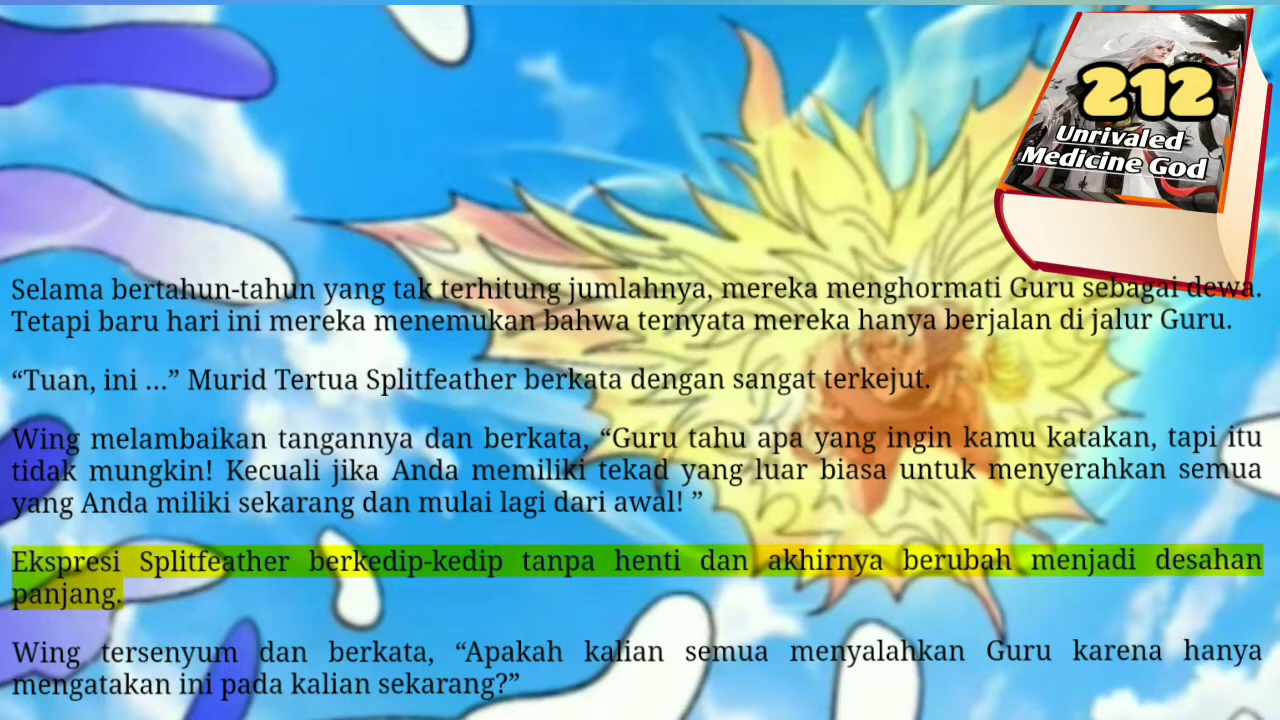 212
Unrivaled
Medicine God
Selama bertahun-tahun yang tak terhitung jumlahnya, mereka menghormati Guru sebagai dewa.
Tetapi baru hari ini mereka menemukan bahwa ternyata mereka hanya berjalan di jalur Guru.
“Tuan, ini ...” Murid Tertua Splitfeather berkata dengan sangat terkejut.
Wing melambaikan tangannya dan berkata, “Guru tahu apa yang ingin kamu katakan, tapi itu
tidak mungkin! Kecuali jika Anda memiliki tekad yang luar biasa untuk menyerahkan semua
yang Anda miliki sekarang dan mulai lagi dari awal! ”
Ekspresi Splitfeather berkedip-kedip tanpa henti dan akhirnya berubah menjadi desahan
panjang.
Wing tersenyum dan berkata, “Apakah kalian semua menyalahkan Guru karena hanya
mengatakan ini pada kalian sekarang?”